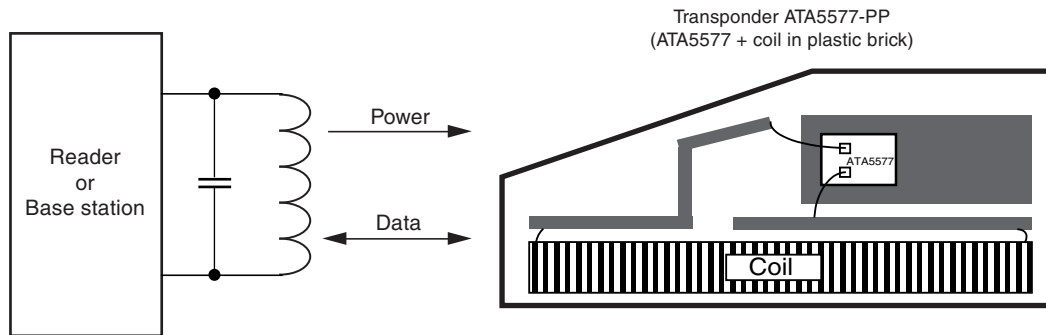 Transponder ATA5577-PP
(ATA5577 + coil in plastic brick)
Reader
or
Base station
Power
Data
ATA5577
Coil